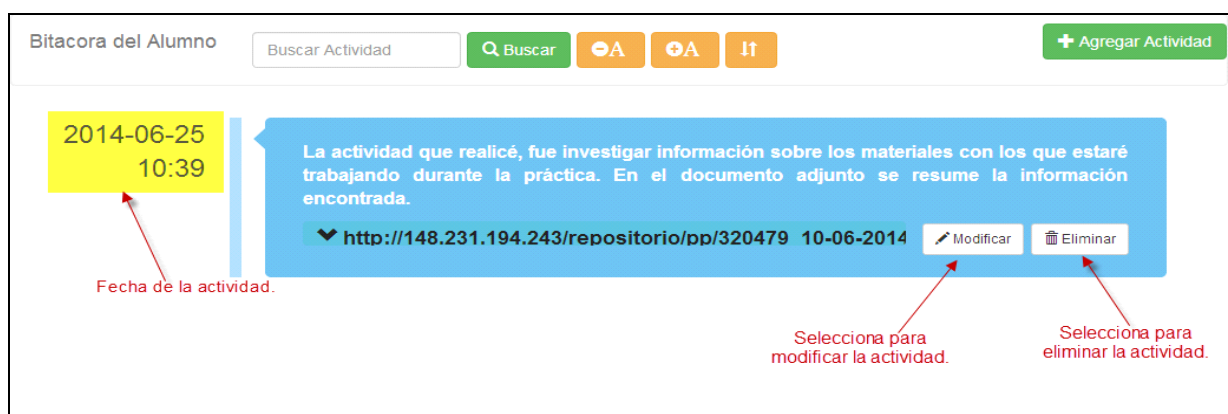 Bitacora del Alumno
Buscar Actividad
Buscar
A
A
Agregar Actividad
2014-06-25
10:39
La actividad que realicé, fue investigar información sobre los materiales con los que estaré
trabajando durante la práctica. En el documento adjunto se resume la información
encontrada.
http://148.231.194.243/repositorio/pp/320479_10-06-2014
Modificar
Eliminar
Fecha de la actividad.
Selecciona para
modificar la actividad.
Selecciona para
eliminar la actividad.